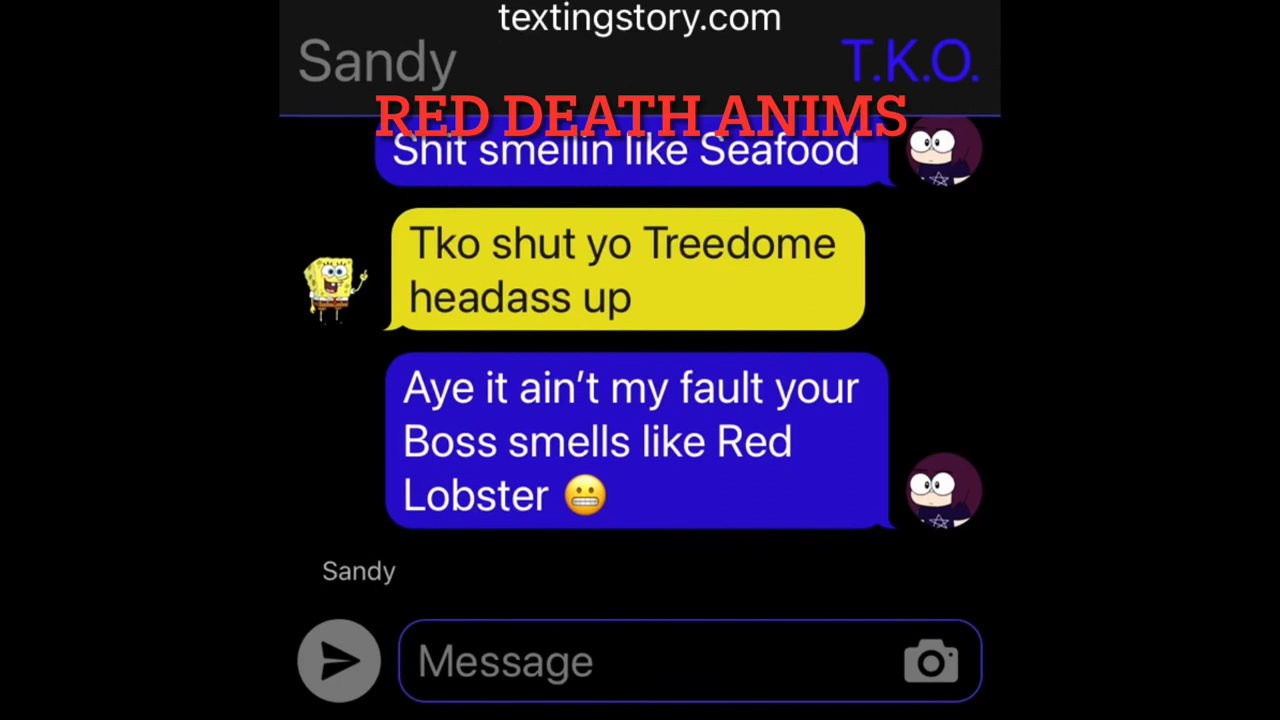 textingstory.com
Sandy
T.K.O.
RED DEATH ANIMS
Shit smellin like Seafood
Tko shut yo Treedome
headass up
Aye it ain’t my fault your
Boss smells like Red
Lobster 😬
Sandy
Message